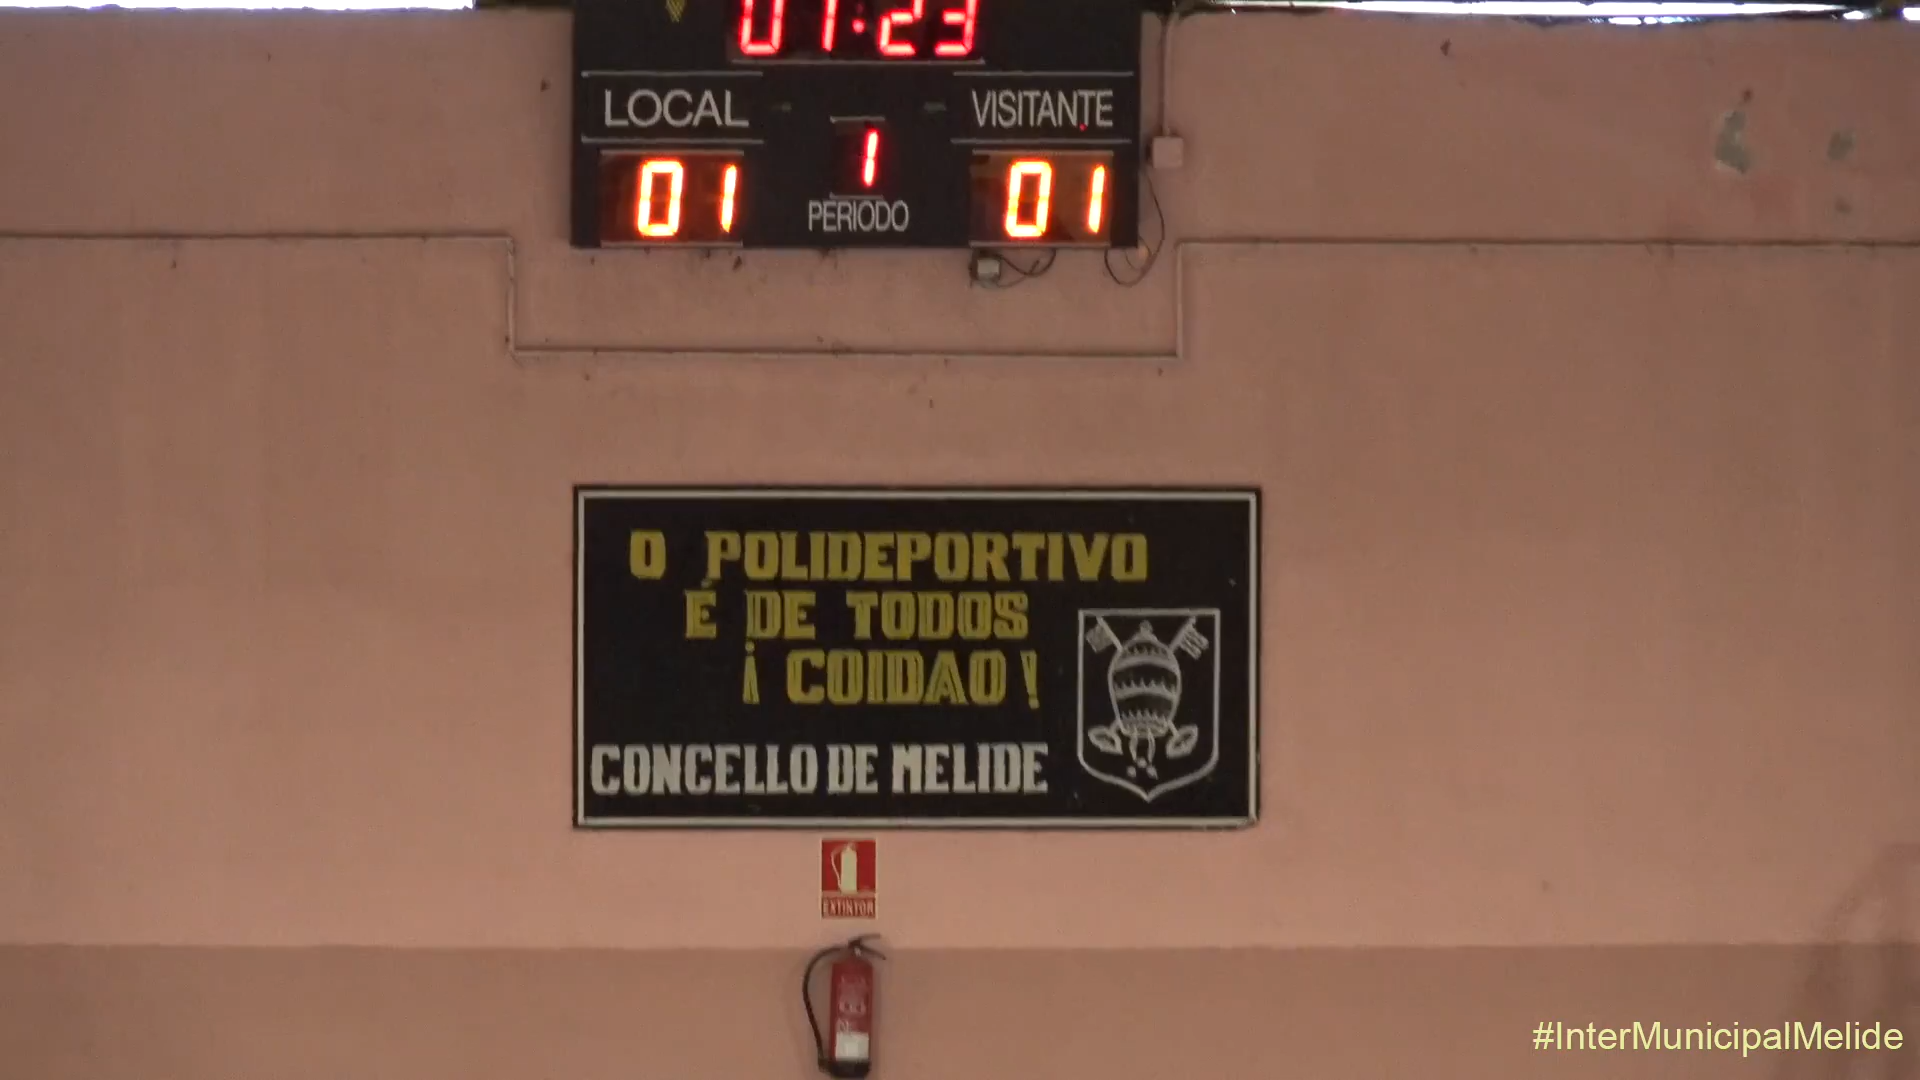 01:23
LOCAL
VISITANTE
01
1
01
PERIODO
O POLIDEPORTIVO
É DE TODOS
¡ COIDAO !
CONCELLO DE MELIDE
EXTINTOR
#InterMunicipalMelide